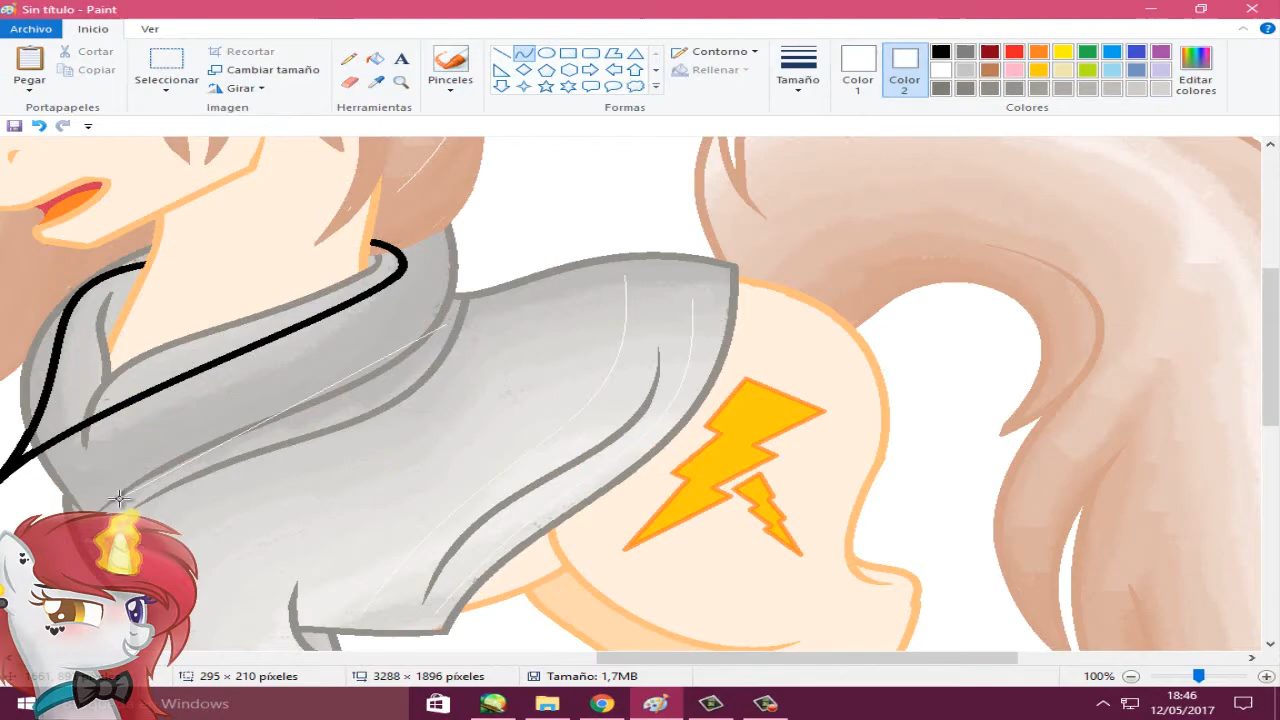 Sin título - Paint
Archivo Inicio Ver
Pegar
Cortar
Copiar
Portapapeles
Seleccionar
Recortar
Cambiar tamaño
Girar
Imagen
A
Herramientas
Pinceles
Contorno
Rellenar
Formas
Tamaño
Color 1
Color 2
Editar colores
Colores
295 × 210 píxeles
3288 × 1896 píxeles
Tamaño: 1,7MB
100%
en Windows
18:46
12/05/2017